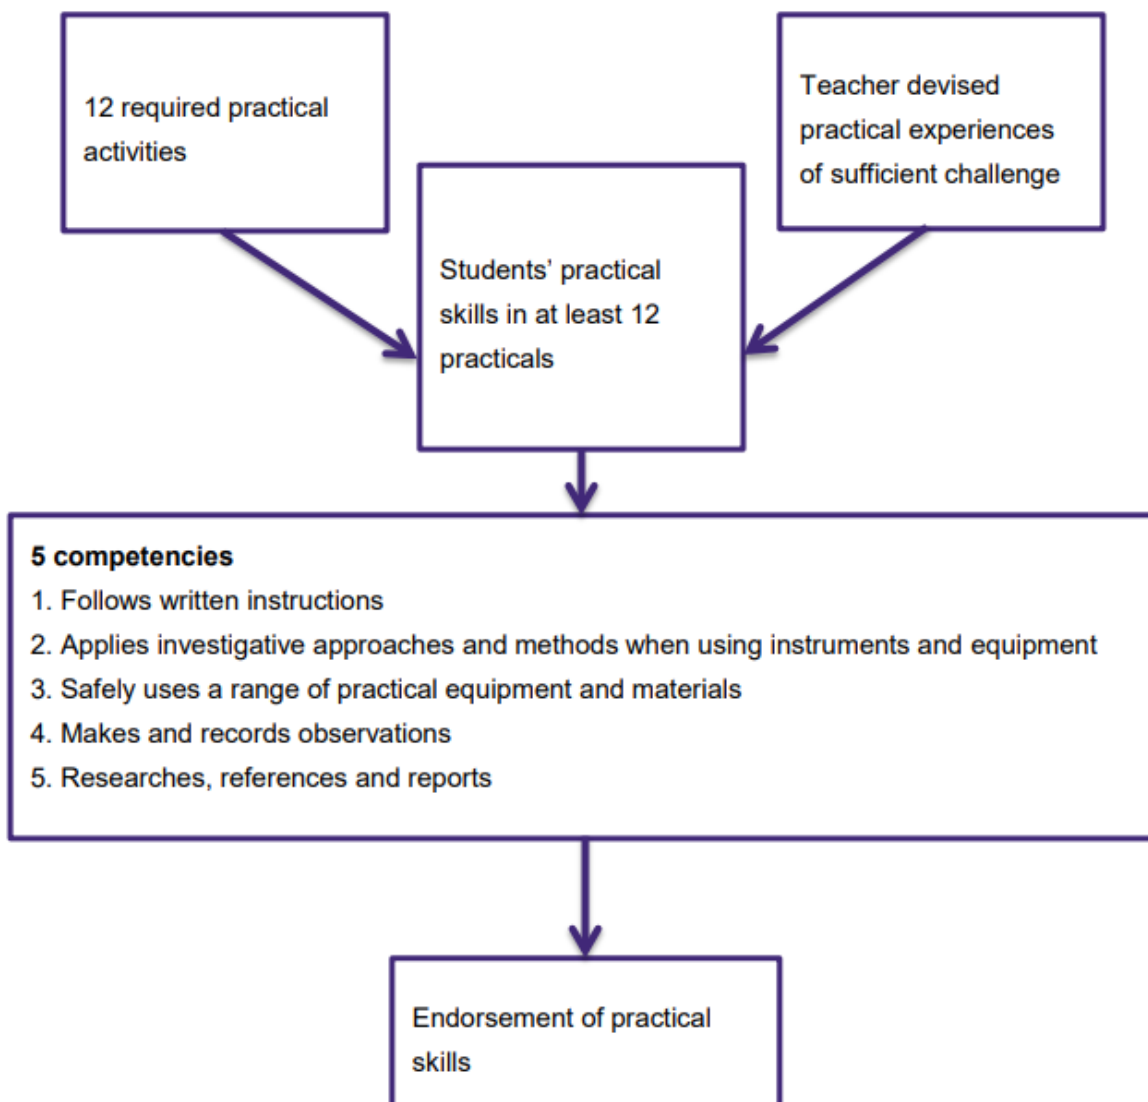 12 required practical
activities
Teacher devised
practical experiences
of sufficient challenge
Students’ practical
skills in at least 12
practicals
5 competencies
1. Follows written instructions
2. Applies investigative approaches and methods when using instruments and equipment
3. Safely uses a range of practical equipment and materials
4. Makes and records observations
5. Researches, references and reports
Endorsement of practical
skills